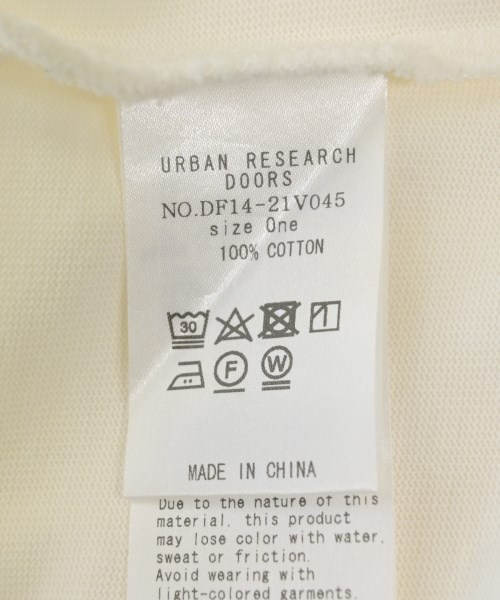 URBAN RESEARCH
DOORS
NO.DF14-21V045
size One
100% COTTON
30
F W
MADE IN CHINA
Due to the nature of this
material, this product
may lose color with water,
sweat or friction.
Avoid wearing with
light-colored garments.